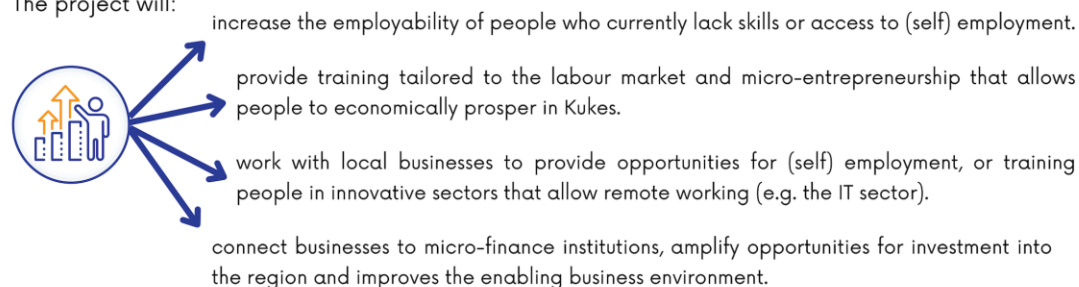 The project will:
increase the employability of people who currently lack skills or access to (self) employment.
provide training tailored to the labour market and micro-entrepreneurship that allows
people to economically prosper in Kukes.
work with local businesses to provide opportunities for (self) employment, or training
people in innovative sectors that allow remote working (e.g. the IT sector).
connect businesses to micro-finance institutions, amplify opportunities for investment into
the region and improves the enabling business environment.